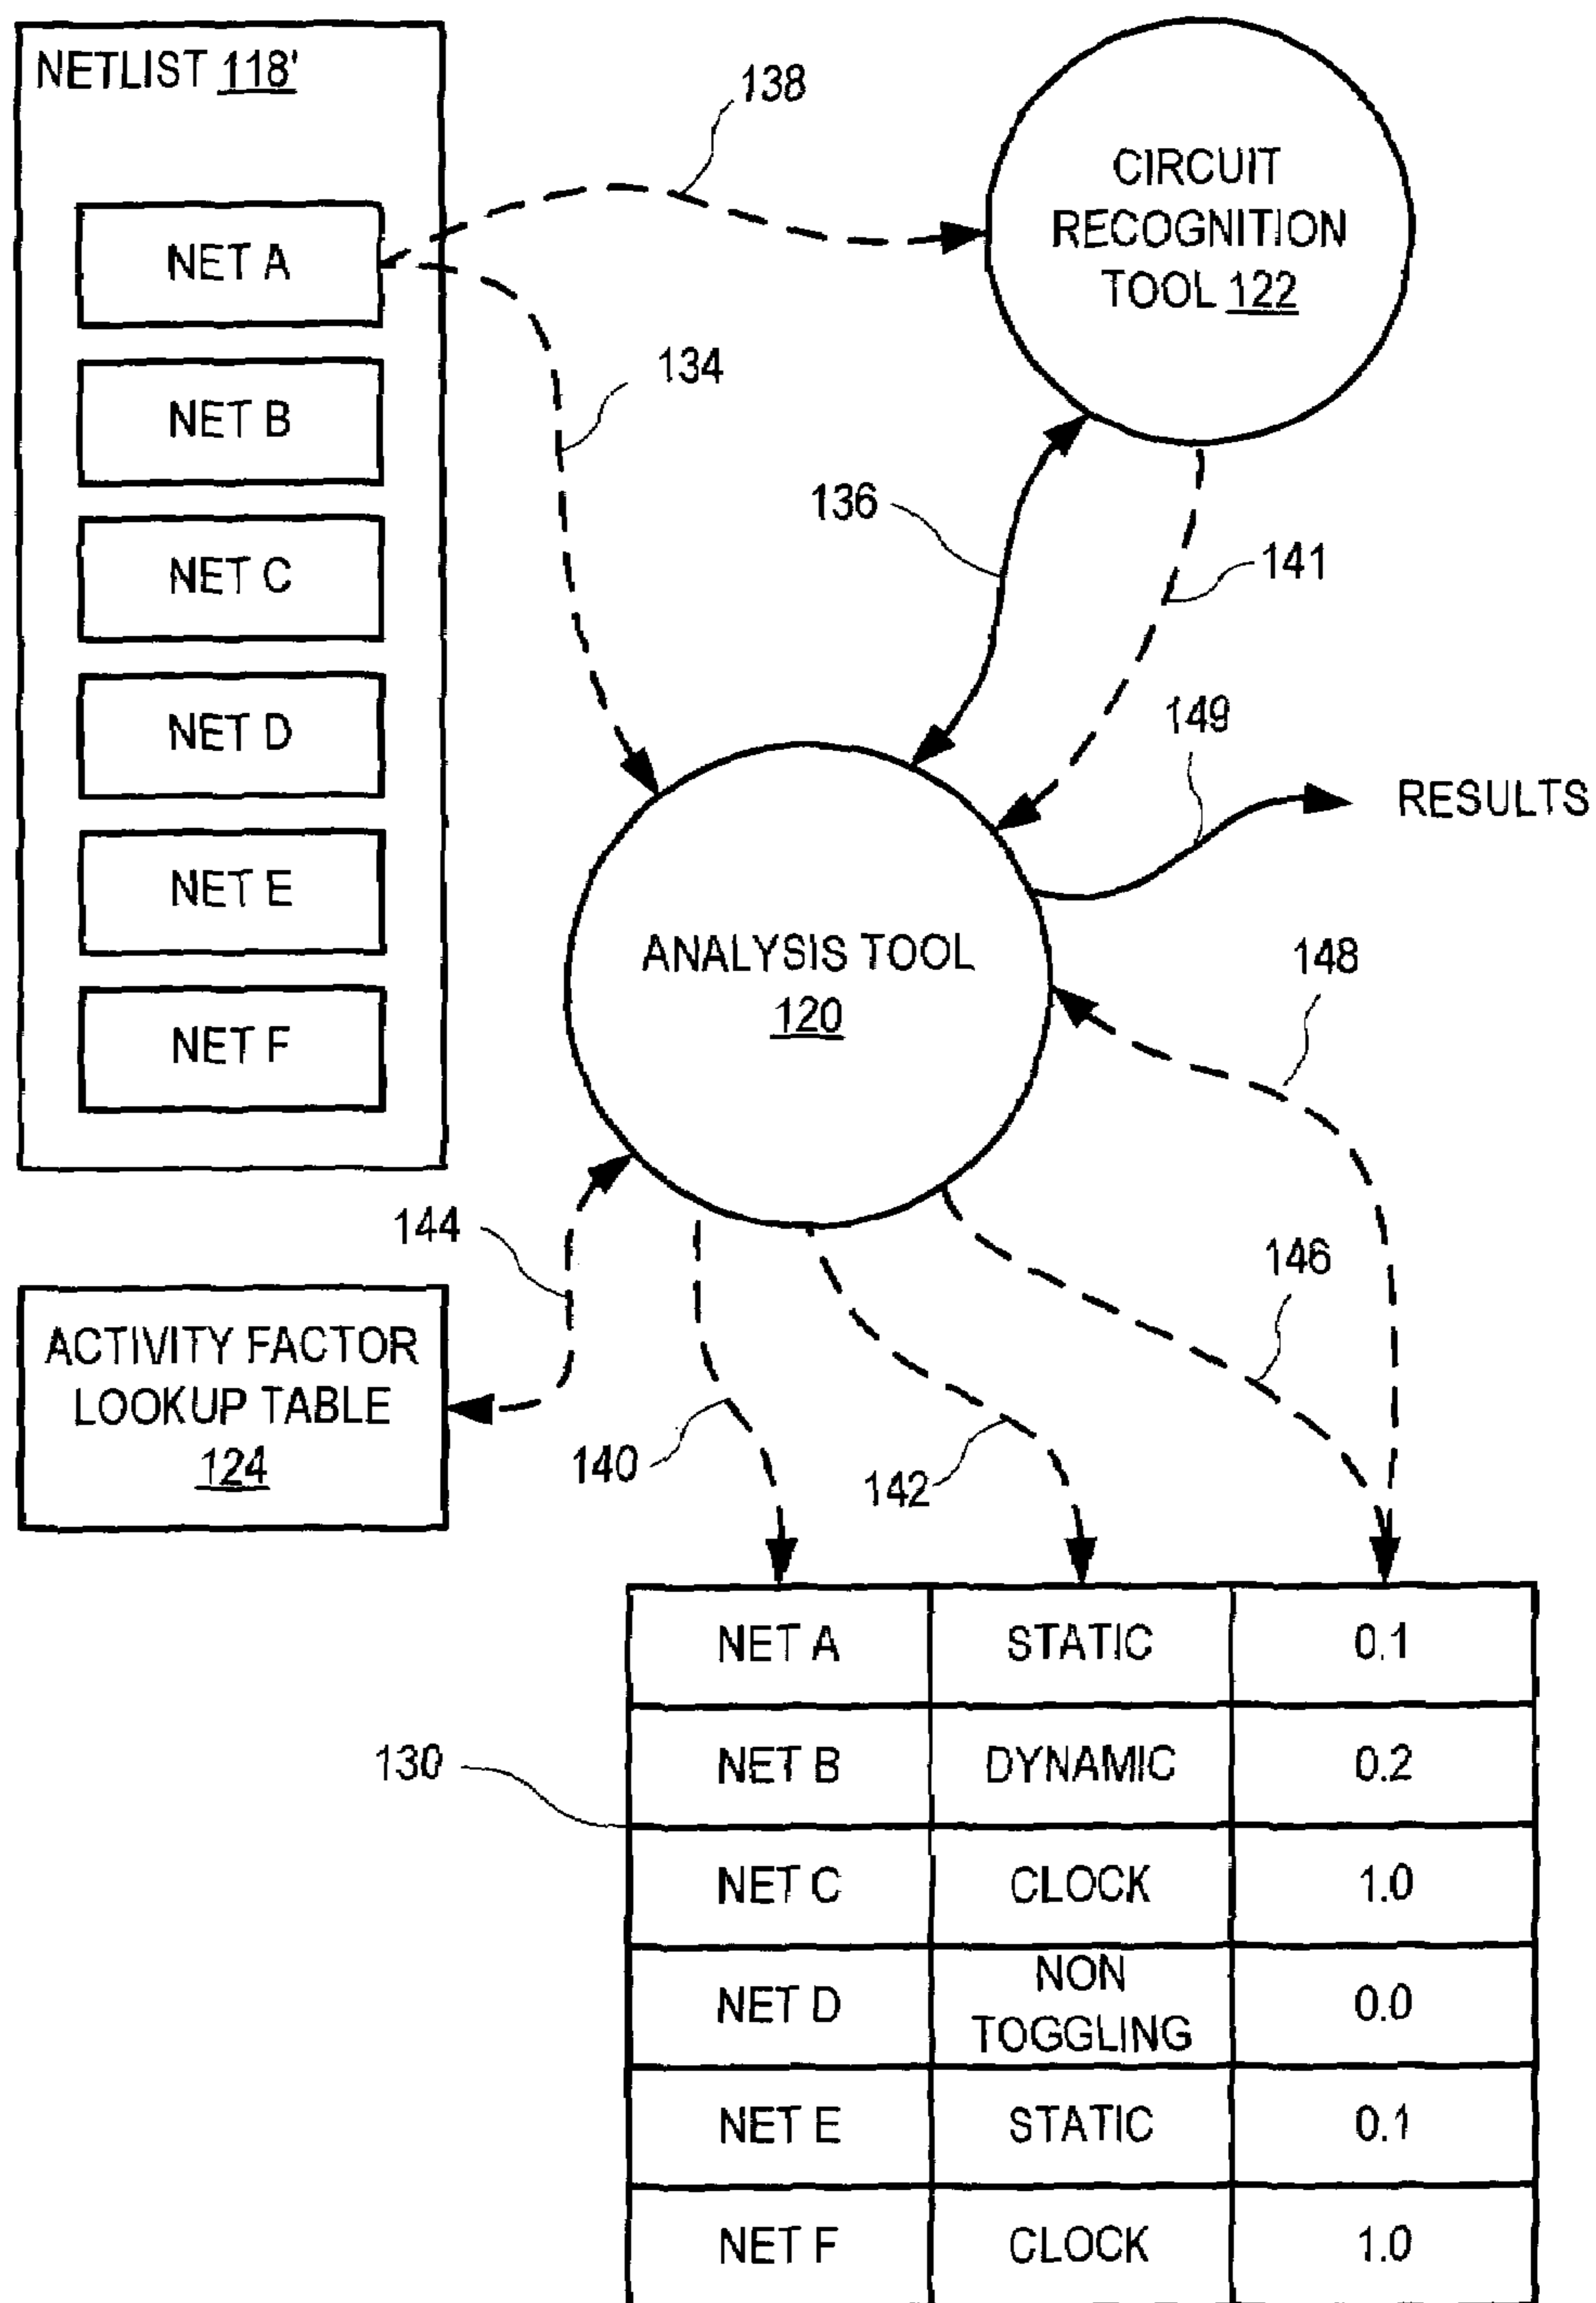 NETLIST 118'
NET A
NET B
NET C
NET D
NET E
NET F
138
CIRCUIT
RECOGNITION
TOOL 122
134
136
141
149
RESULTS
ANALYSIS TOOL
120
148
144
146
ACTIVITY FACTOR
LOOKUP TABLE
124
140
142
130
NET A STATIC 0.1
NET B DYNAMIC 0.2
NET C CLOCK 1.0
NET D NON TOGGLING 0.0
NET E STATIC 0.1
NET F CLOCK 1.0